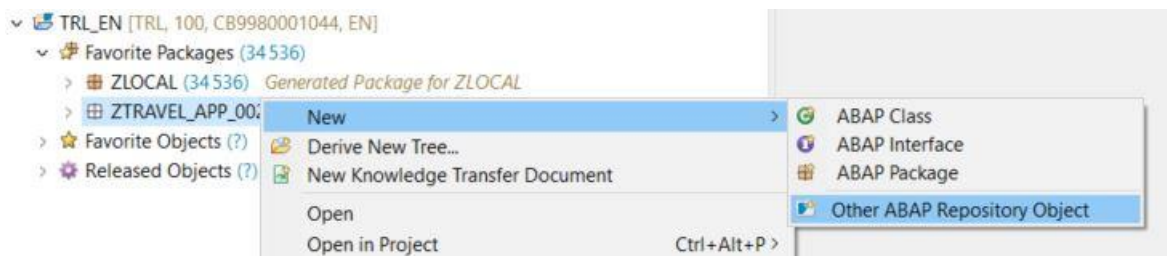 TRL_EN [TRL, 100, CB9980001044, EN]
Favorite Packages (34 536)
ZLOCAL (34 536) Generated Package for ZLOCAL
ZTRAVEL_APP_002
Favorite Objects (?)
Released Objects (?)
New
Derive New Tree...
New Knowledge Transfer Document
Open
Open in Project Ctrl+Alt+P >
ABAP Class
ABAP Interface
ABAP Package
Other ABAP Repository Object